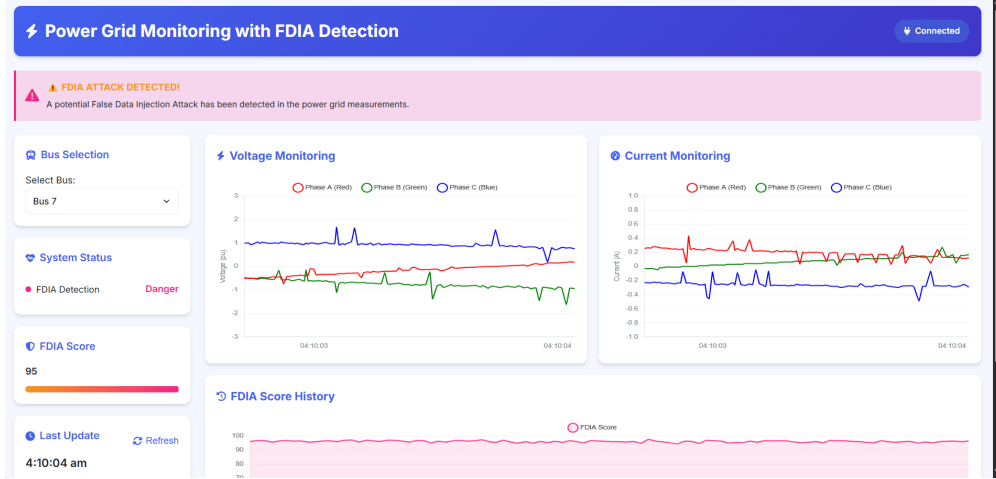 Power Grid Monitoring with FDIA Detection
Connected
FDIA ATTACK DETECTED!
A potential False Data Injection Attack has been detected in the power grid measurements.
Bus Selection
Select Bus:
Bus 7
System Status
FDIA Detection Danger
FDIA Score
95
Last Update Refresh
4:10:04 am
Voltage Monitoring
Phase A (Red) Phase B (Green) Phase C (Blue)
Voltage (pu)
3
2
1
0
-1
-2
-3
04:10:03 04:10:04
Current Monitoring
Phase A (Red) Phase B (Green) Phase C (Blue)
Current (A)
1.0
0.8
0.6
0.4
0.2
0
-0.2
-0.4
-0.6
-0.8
-1.0
04:10:03 04:10:04
FDIA Score History
FDIA Score
100
90
80
70